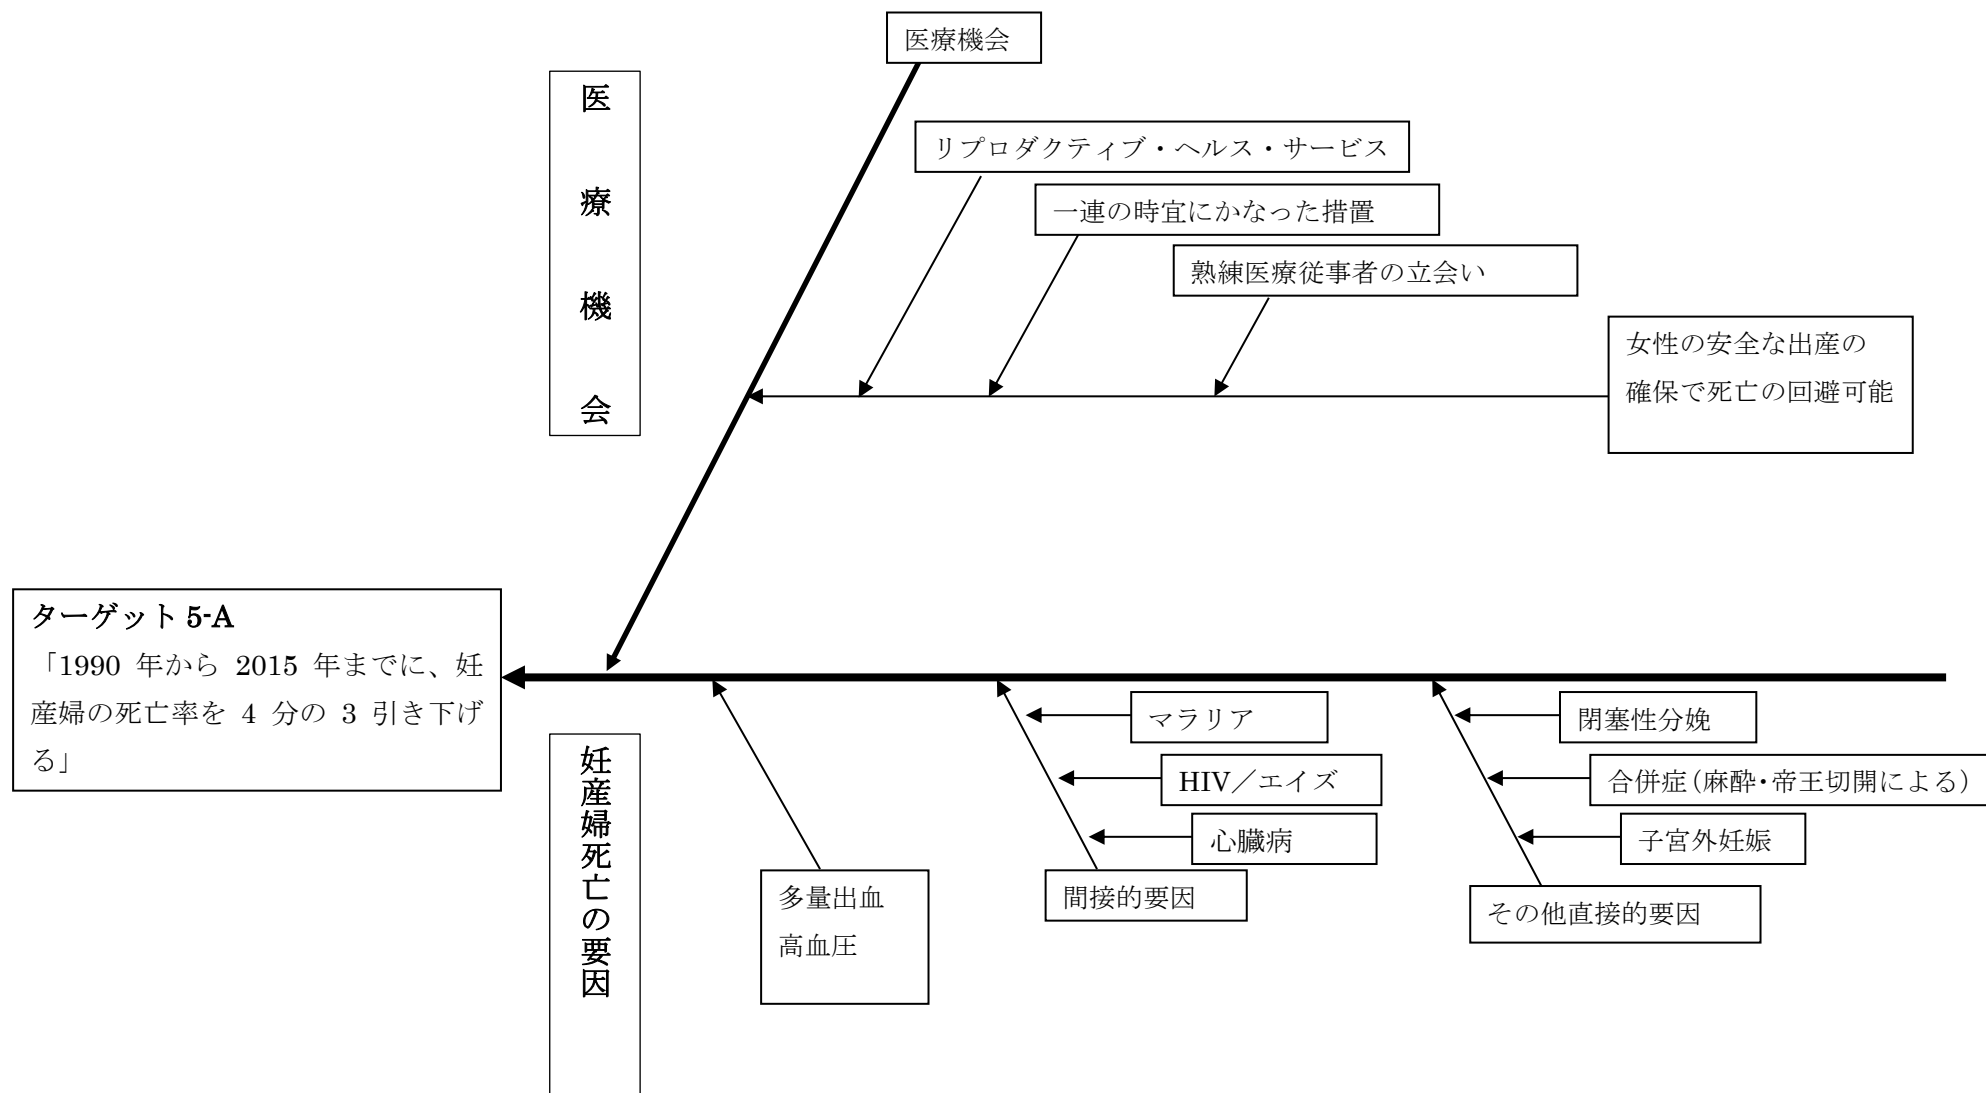 医療機会
医療機会
リプロダクティブ・ヘルス・サービス
一連の時宜にかなった措置
熟練医療従事者の立会い
女性の安全な出産の
確保で死亡の回避可能
ターゲット 5-A
「1990 年から 2015 年までに、妊
産婦の死亡率を 4 分の 3 引き下げ
る」
妊産婦死亡の要因
マラリア
HIV／エイズ
心臓病
間接的要因
多量出血
高血圧
閉塞性分娩
合併症（麻酔・帝王切開による）
子宮外妊娠
その他直接的要因